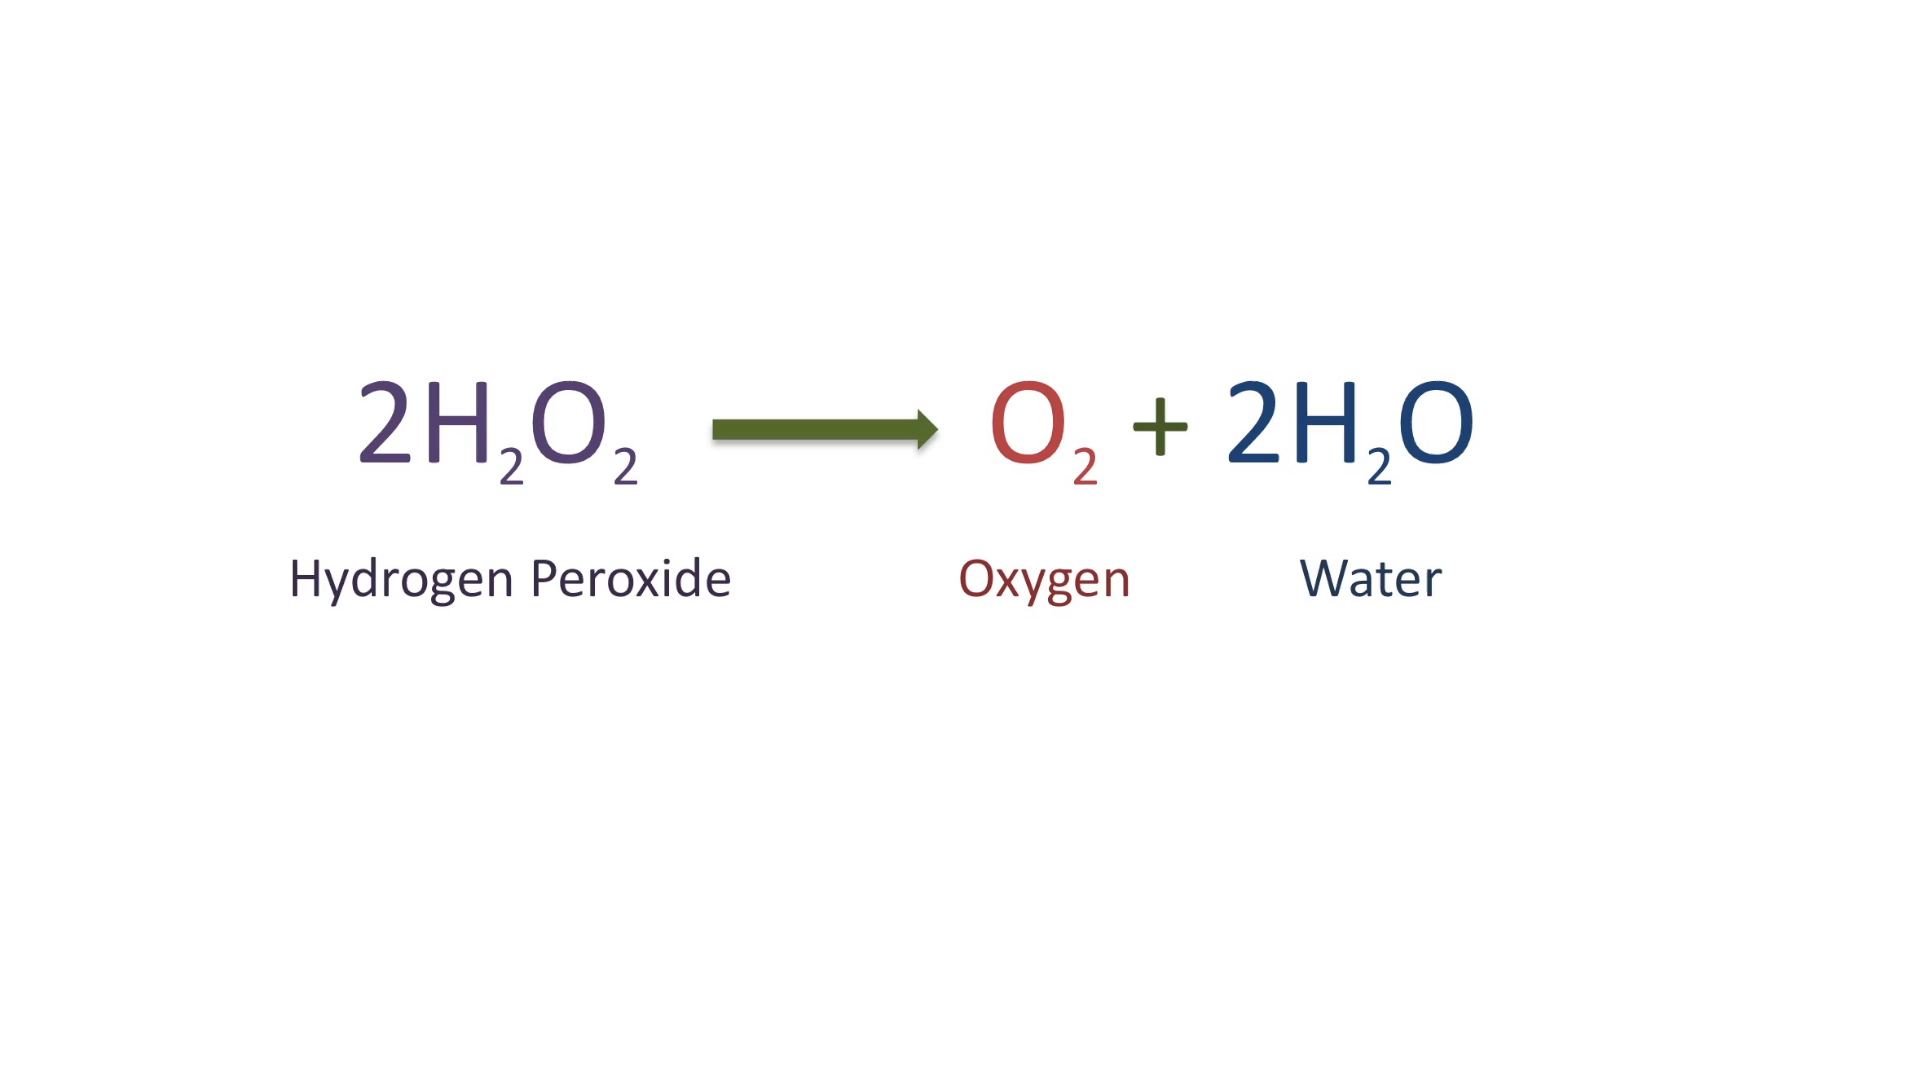 2H₂O₂ → O₂ + 2H₂O
Hydrogen Peroxide Oxygen Water